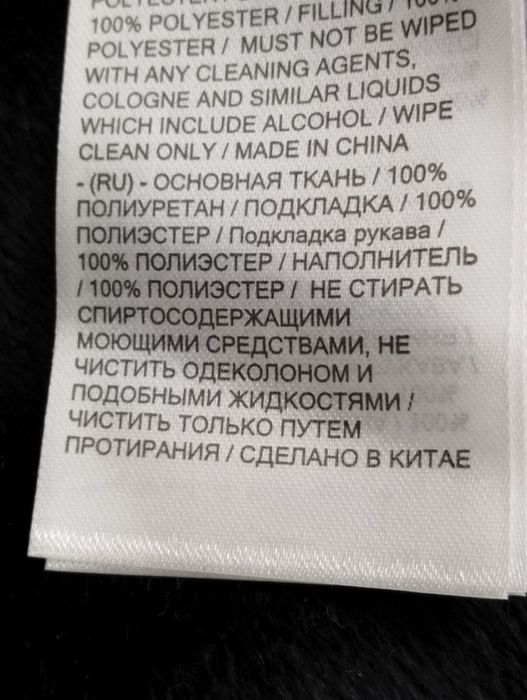 100% POLYESTER / FILLING / 100%
POLYESTER / MUST NOT BE WIPED
WITH ANY CLEANING AGENTS,
COLOGNE AND SIMILAR LIQUIDS
WHICH INCLUDE ALCOHOL / WIPE
CLEAN ONLY / MADE IN CHINA
- (RU) - ОСНОВНАЯ ТКАНЬ / 100%
ПОЛИУРЕТАН / ПОДКЛАДКА / 100%
ПОЛИЭСТЕР / Подкладка рукава /
100% ПОЛИЭСТЕР / НАПОЛНИТЕЛЬ
/ 100% ПОЛИЭСТЕР / НЕ СТИРАТЬ
СПИРТОСОДЕРЖАЩИМИ
МОЮЩИМИ СРЕДСТВАМИ, НЕ
ЧИСТИТЬ ОДЕКОЛОНОМ И
ПОДОБНЫМИ ЖИДКОСТЯМИ /
ЧИСТИТЬ ТОЛЬКО ПУТЕМ
ПРОТИРАНИЯ / СДЕЛАНО В КИТАЕ